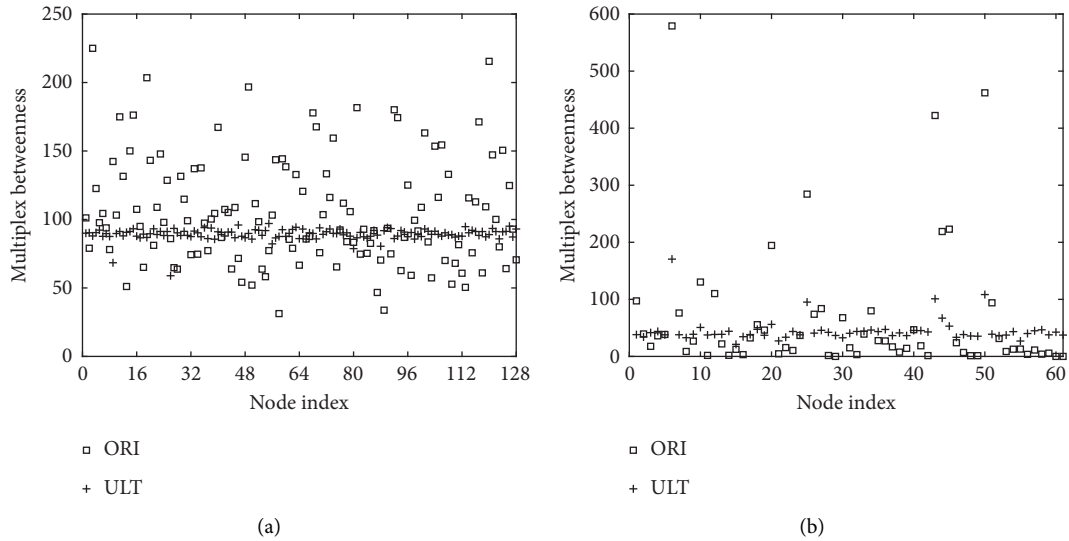 250
200
150
100
50
0
Multiplex betweenness
0 16 32 48 64 80 96 112 128
Node index
ORI
ULT
(a)
600
500
400
300
200
100
0
Multiplex betweenness
0 10 20 30 40 50 60
Node index
ORI
ULT
(b)